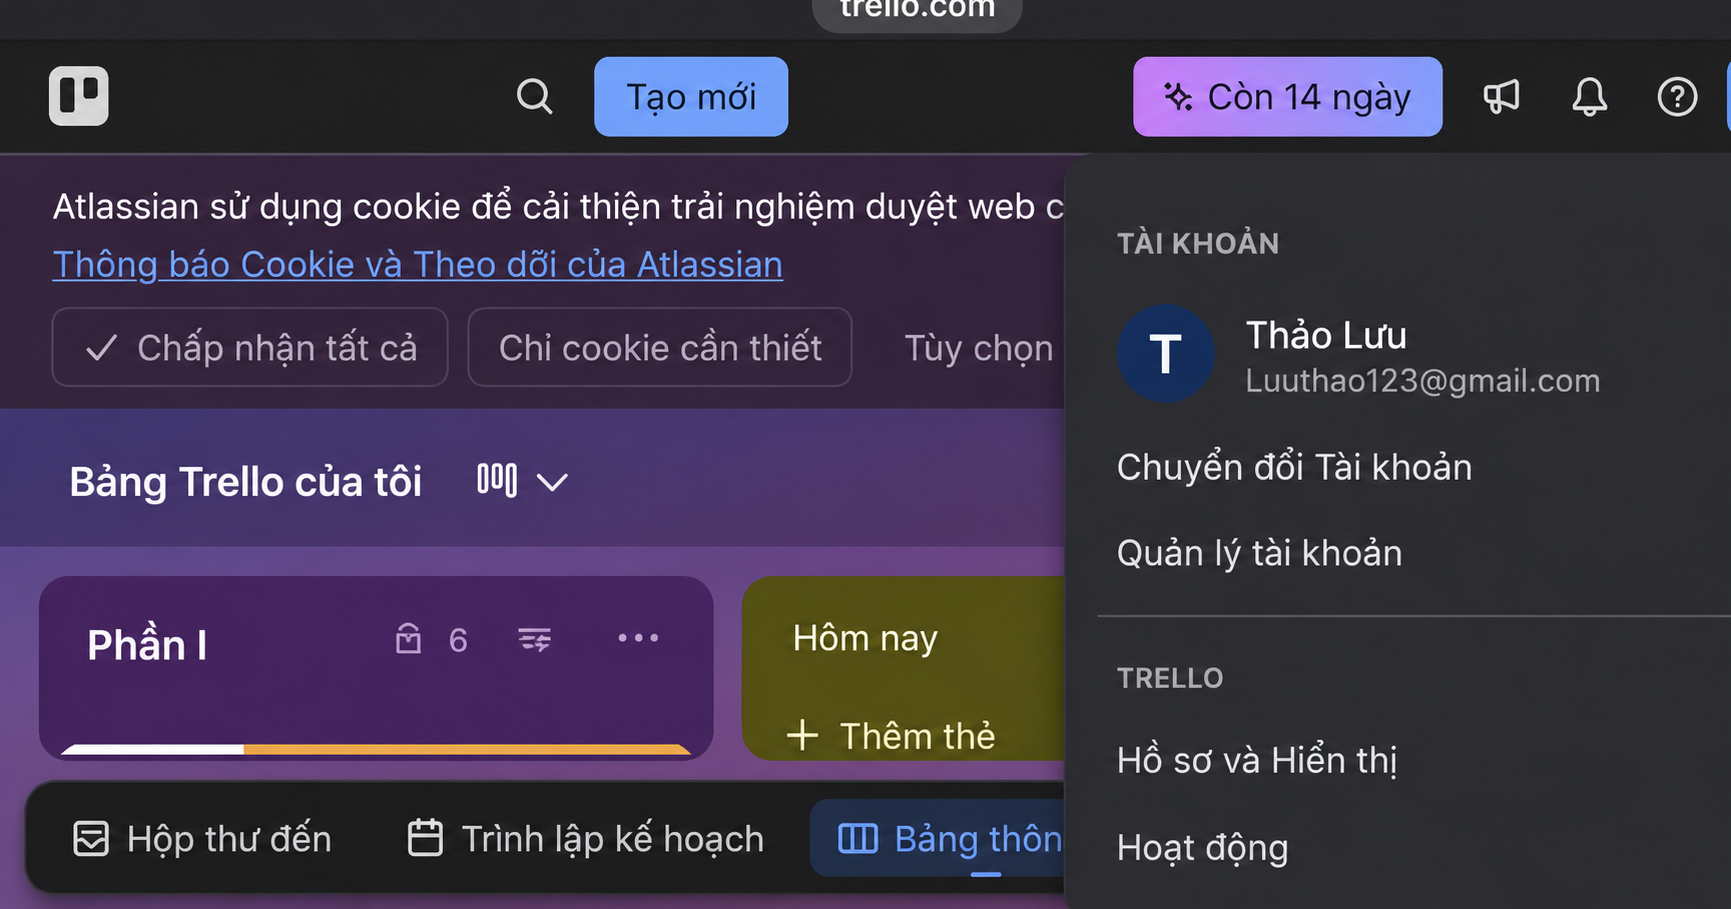 trello.com
Tạo mới
Còn 14 ngày
Atlassian sử dụng cookie để cải thiện trải nghiệm duyệt web c
Thông báo Cookie và Theo dõi của Atlassian
Chấp nhận tất cả
Chỉ cookie cần thiết
Tùy chọn
TÀI KHOẢN
T
Thảo Lưu
Luuthao123@gmail.com
Chuyển đổi Tài khoản
Quản lý tài khoản
Bảng Trello của tôi
Phần I
6
Hôm nay
Thêm thẻ
TRELLO
Hồ sơ và Hiển thị
Hoạt động
Hộp thư đến
Trình lập kế hoạch
Bảng thôn